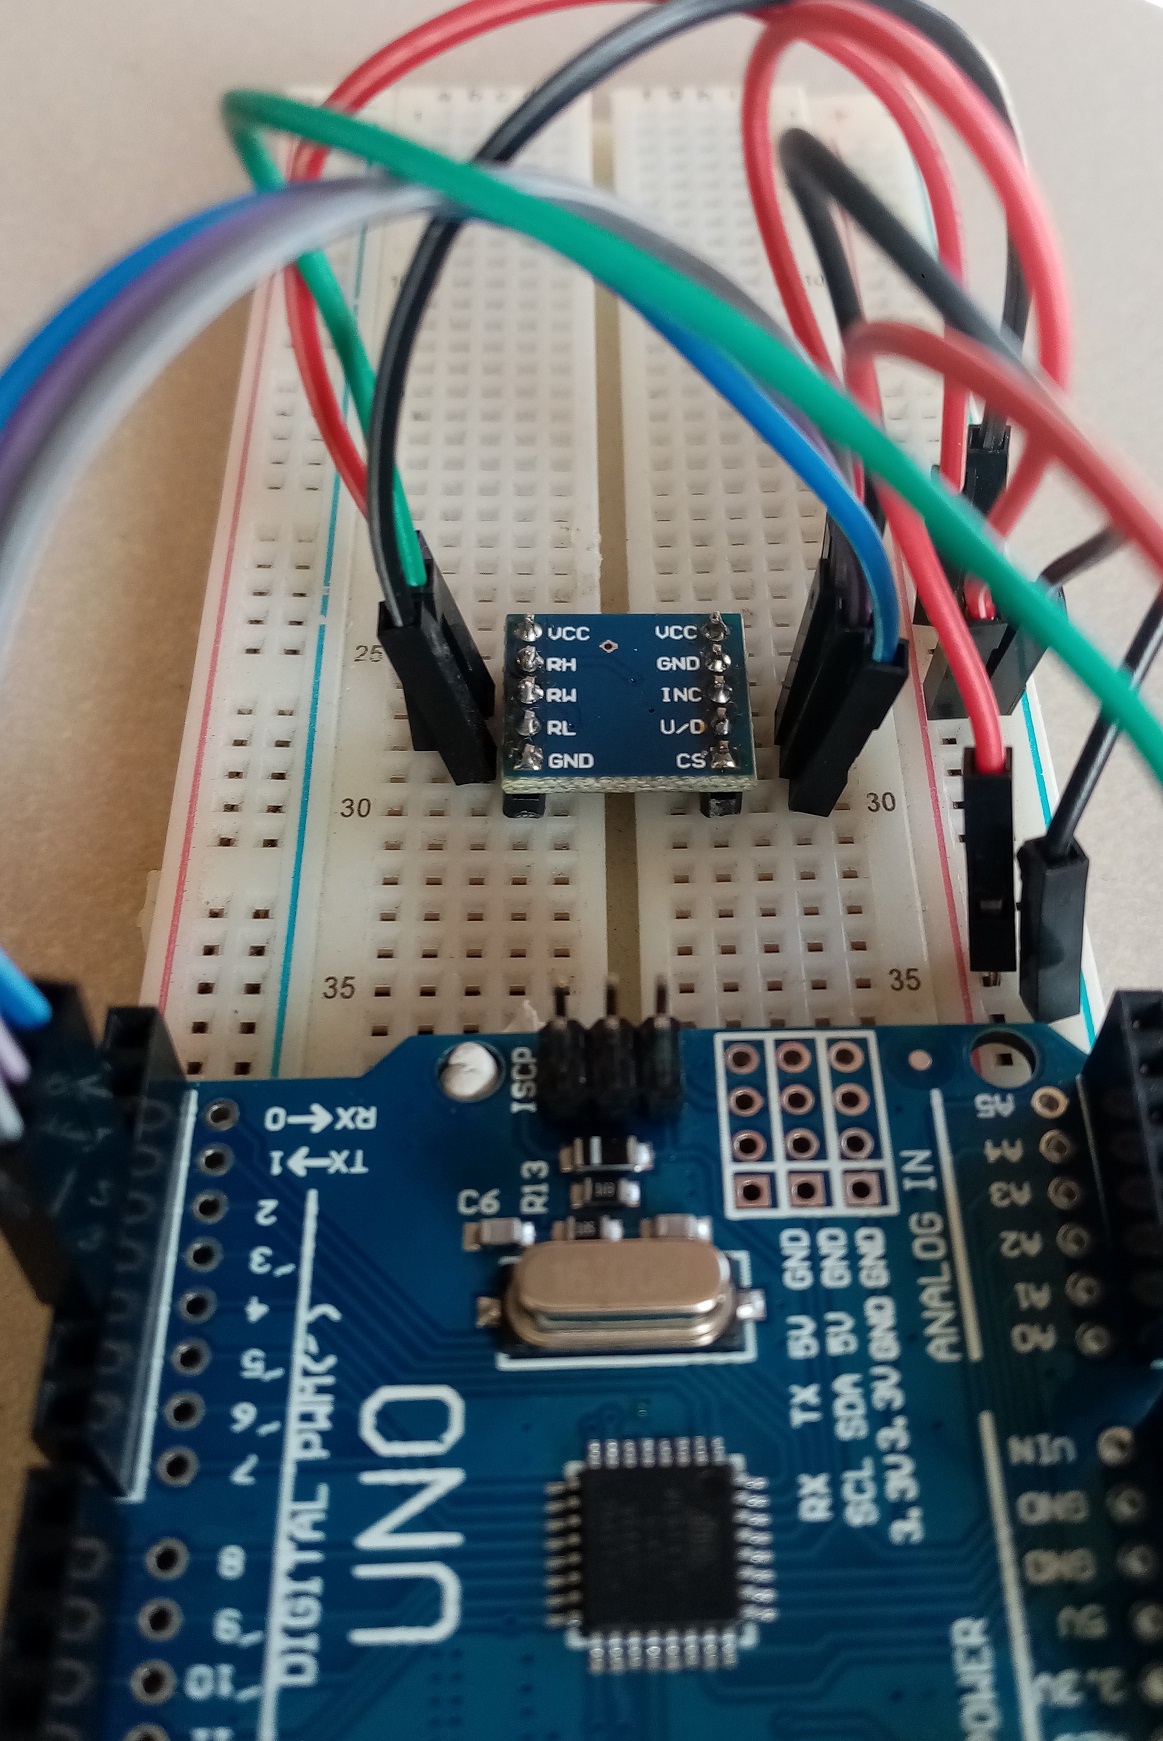 10
10
25
VCC VCC
RH GND
RW INC
RL U/D
GND CS
30 30
35 35
ISCP
RX←0
TX→1
2
3
4
5
6
7
8
9
10
DIGITAL PWM
UNO
C6
R13
GND GND GND
5V 5V GND
TX SDA 3.3V
RX SCL 3.3V
ANALOG IN
A5
A4
A3
A2
A1
A0
VIN
GND
GND
5V
3.3V
POWER